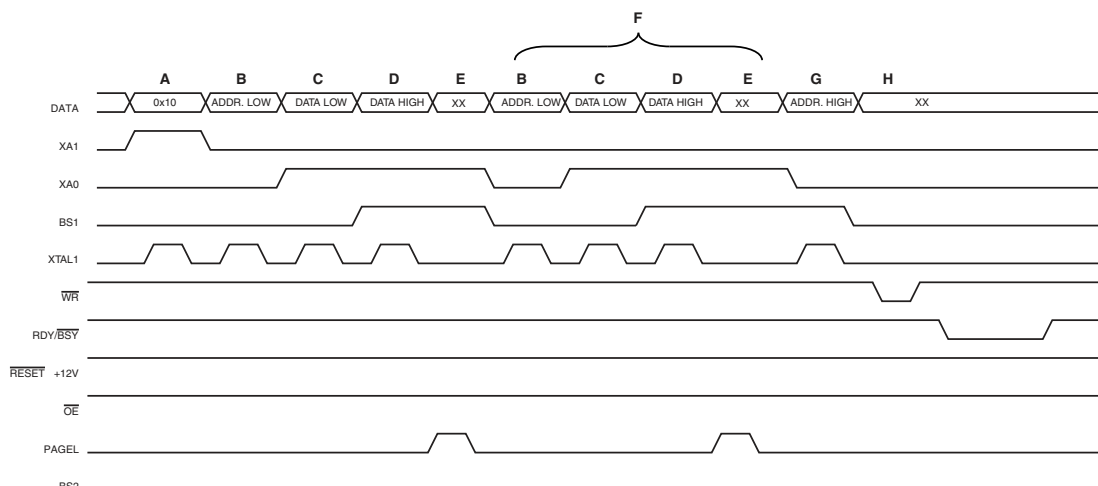 F
A B C D E B C D E G H
DATA 0x10 ADDR. LOW DATA LOW DATA HIGH XX ADDR. LOW DATA LOW DATA HIGH XX ADDR. HIGH XX
XA1
XA0
BS1
XTAL1
WR
RDY/BSY
RESET +12V
OE
PAGEL
BS2